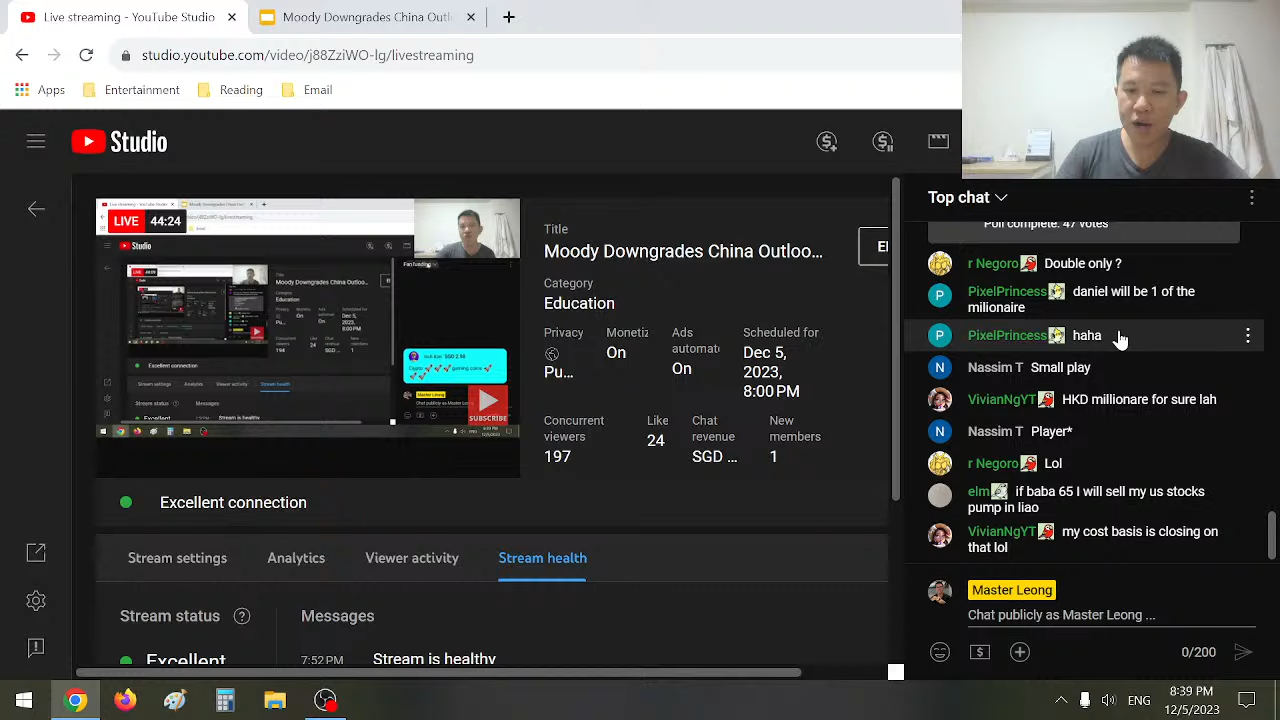 Live streaming - YouTube Studio
Moody Downgrades China Outl
studio.youtube.com/video/j88ZziWO-lg/livestreaming
Apps
Entertainment
Reading
Email
Studio
LIVE 44:24
Title
Moody Downgrades China Outloo...
Category
Education
Privacy
Pu...
Monetiz
On
Ads
automati
On
Scheduled for
Dec 5,
2023,
8:00 PM
Concurrent
viewers
197
Like
24
Chat
revenue
SGD ...
New
members
1
SUBSCRIBE
Excellent connection
Stream settings
Analytics
Viewer activity
Stream health
Stream status
Messages
Excellent
7:52 PM
Stream is healthy
Top chat
Poll complete: 47 votes
r Negoro Double only ?
PixelPrincess daniel will be 1 of the
milionaire
PixelPrincess haha
Nassim T Small play
VivianNgYT HKD millionare for sure lah
Nassim T Player*
r Negoro Lol
elm if baba 65 I will sell my us stocks
pump in liao
VivianNgYT my cost basis is closing on
that lol
Master Leong
Chat publicly as Master Leong ...
0/200
ENG
8:39 PM
12/5/2023